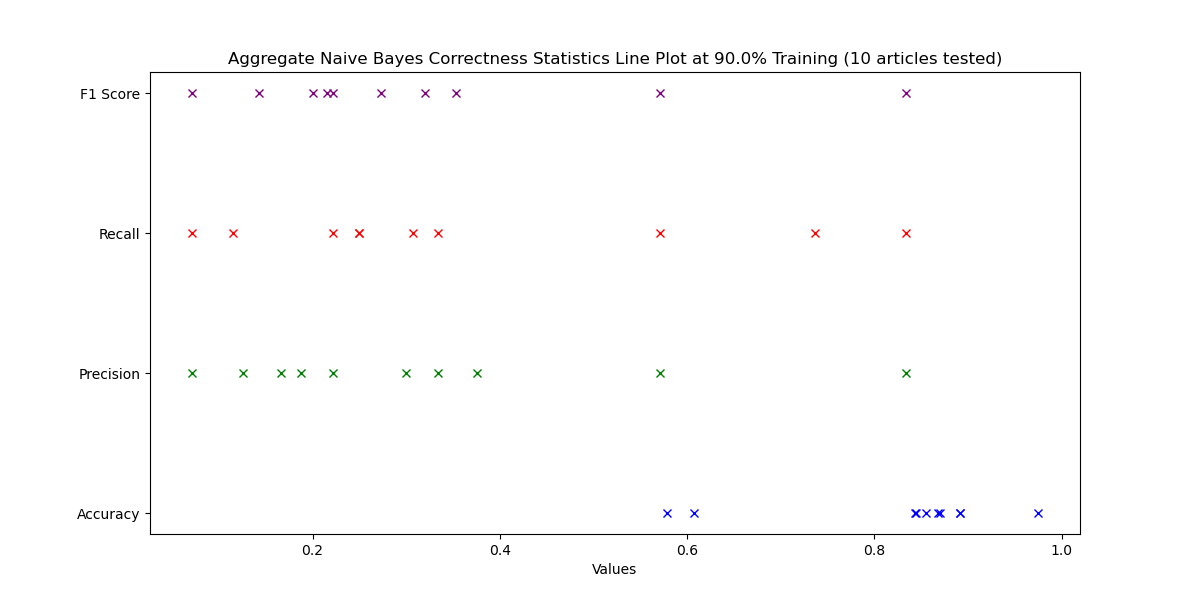 Aggregate Naive Bayes Correctness Statistics Line Plot at 90.0% Training (10 articles tested)
F1 Score
Recall
Precision
Accuracy
0.2 0.4 0.6 0.8 1.0
Values